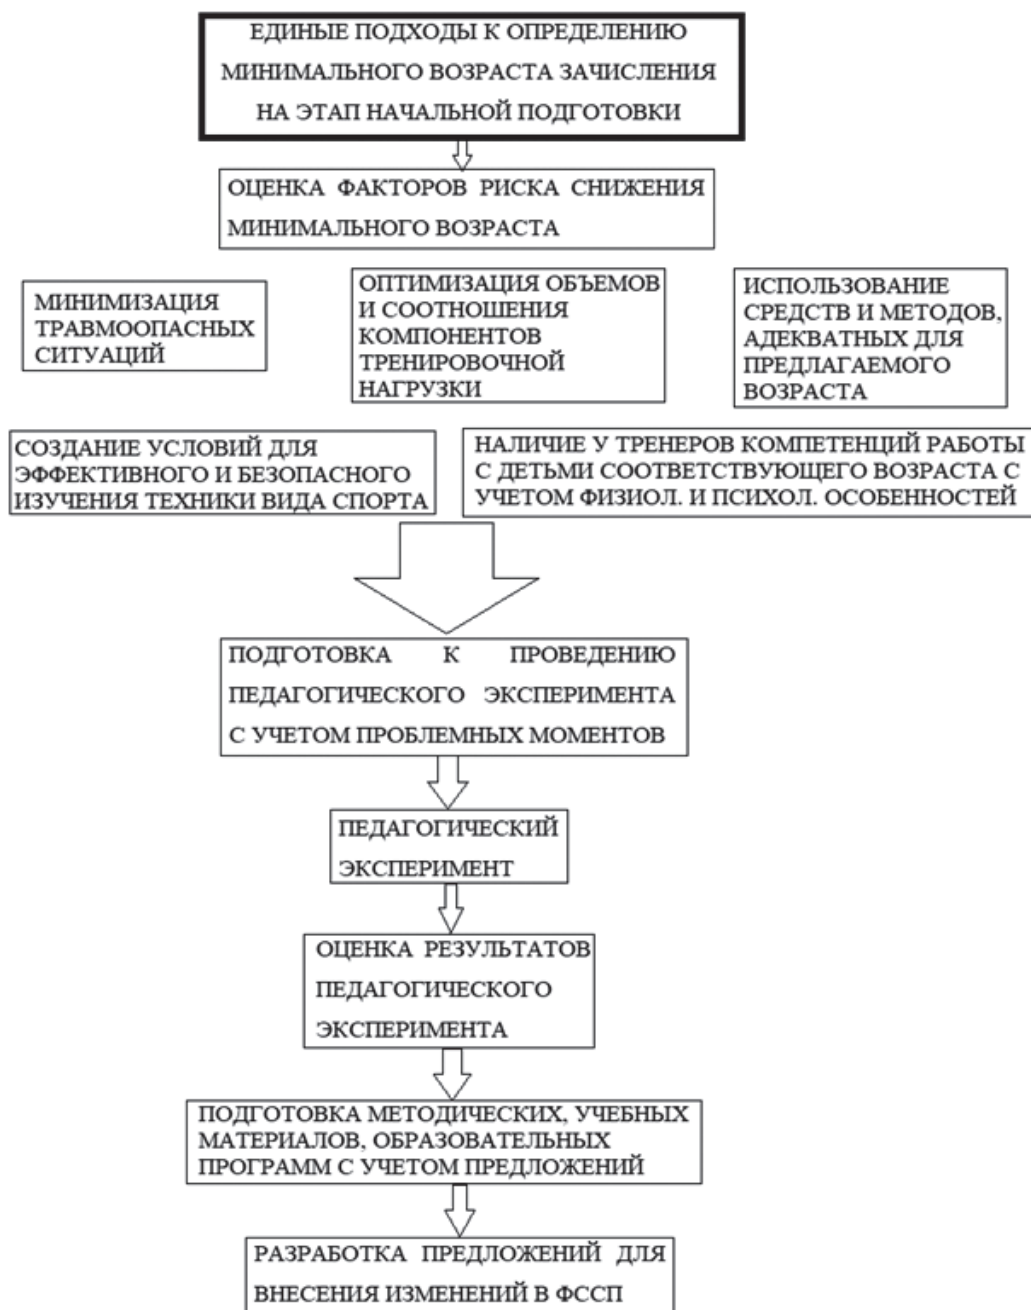 ЕДИНЫЕ ПОДХОДЫ К ОПРЕДЕЛЕНИЮ
МИНИМАЛЬНОГО ВОЗРАСТА ЗАЧИСЛЕНИЯ
НА ЭТАП НАЧАЛЬНОЙ ПОДГОТОВКИ
ОЦЕНКА ФАКТОРОВ РИСКА СНИЖЕНИЯ
МИНИМАЛЬНОГО ВОЗРАСТА
МИНИМИЗАЦИЯ
ТРАВМООПАСНЫХ
СИТУАЦИЙ
ОПТИМИЗАЦИЯ ОБЪЕМОВ
И СООТНОШЕНИЯ
КОМПОНЕНТОВ
ТРЕНИРОВОЧНОЙ
НАГРУЗКИ
ИСПОЛЬЗОВАНИЕ
СРЕДСТВ И МЕТОДОВ,
АДЕКВАТНЫХ ДЛЯ
ПРЕДЛАГАЕМОГО
ВОЗРАСТА
СОЗДАНИЕ УСЛОВИЙ ДЛЯ
ЭФФЕКТИВНОГО И БЕЗОПАСНОГО
ИЗУЧЕНИЯ ТЕХНИКИ ВИДА СПОРТА
НАЛИЧИЕ У ТРЕНЕРОВ КОМПЕТЕНЦИЙ РАБОТЫ
С ДЕТЬМИ СООТВЕТСТВУЮЩЕГО ВОЗРАСТА С
УЧЕТОМ ФИЗИОЛ. И ПСИХОЛ. ОСОБЕННОСТЕЙ
ПОДГОТОВКА К ПРОВЕДЕНИЮ
ПЕДАГОГИЧЕСКОГО ЭКСПЕРИМЕНТА
С УЧЕТОМ ПРОБЛЕМНЫХ МОМЕНТОВ
ПЕДАГОГИЧЕСКИЙ
ЭКСПЕРИМЕНТ
ОЦЕНКА РЕЗУЛЬТАТОВ
ПЕДАГОГИЧЕСКОГО
ЭКСПЕРИМЕНТА
ПОДГОТОВКА МЕТОДИЧЕСКИХ, УЧЕБНЫХ
МАТЕРИАЛОВ, ОБРАЗОВАТЕЛЬНЫХ
ПРОГРАММ С УЧЕТОМ ПРЕДЛОЖЕНИЙ
РАЗРАБОТКА ПРЕДЛОЖЕНИЙ ДЛЯ
ВНЕСЕНИЯ ИЗМЕНЕНИЙ В ФССП